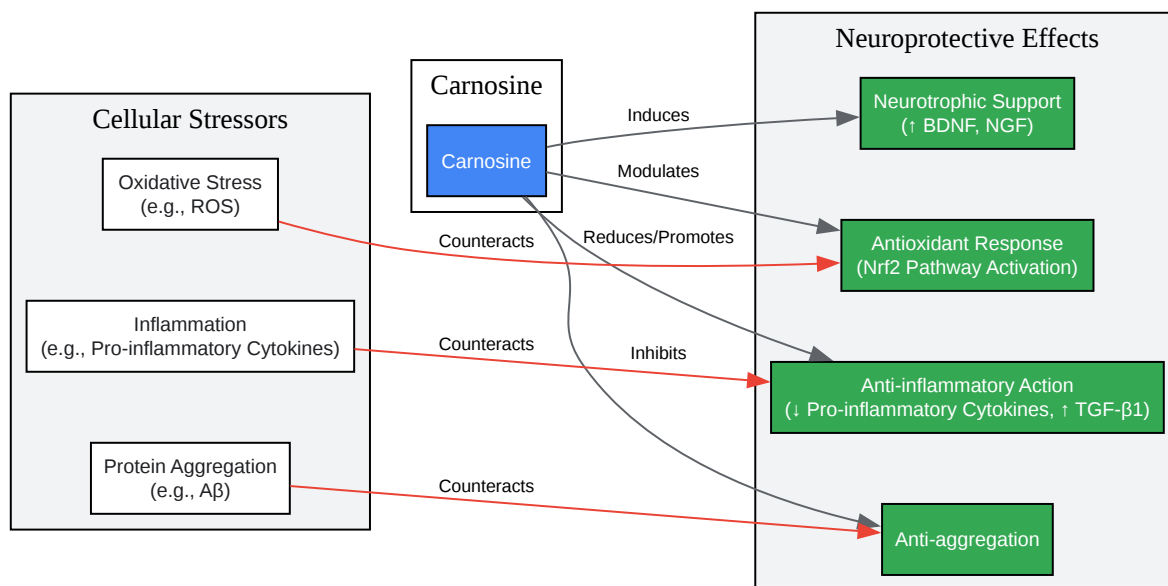 Cellular Stressors
Oxidative Stress
(e.g., ROS)
Inflammation
(e.g., Pro-inflammatory Cytokines)
Protein Aggregation
(e.g., Aβ)
Carnosine
Carnosine
Induces
Modulates
Reduces/Promotes
Inhibits
Counteracts
Counteracts
Counteracts
Neuroprotective Effects
Neurotrophic Support
(↑ BDNF, NGF)
Antioxidant Response
(Nrf2 Pathway Activation)
Anti-inflammatory Action
(↓ Pro-inflammatory Cytokines, ↑ TGF-β1)
Anti-aggregation